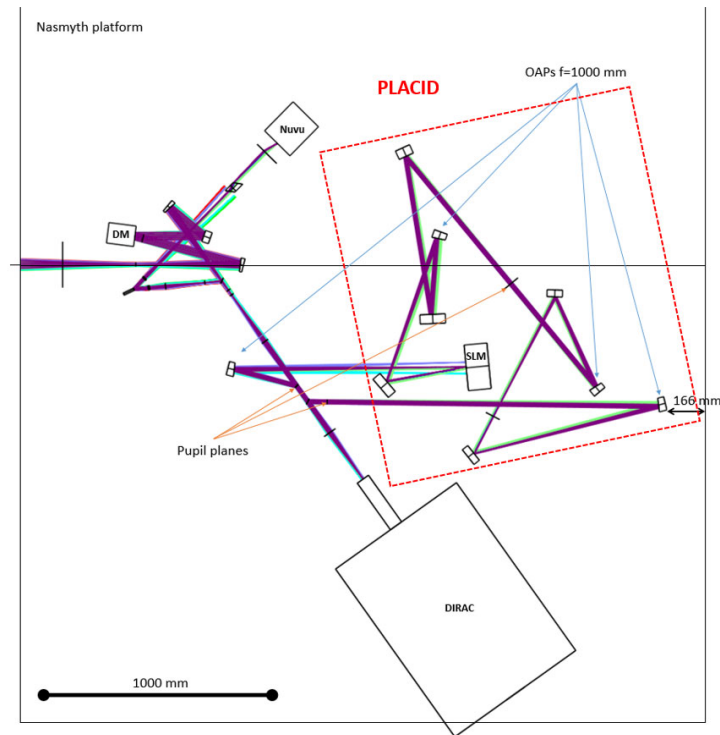 Nasmyth platform
OAPs f=1000 mm
PLACID
Nuvu
DM
SLM
166 mm
Pupil planes
DIRAC
1000 mm